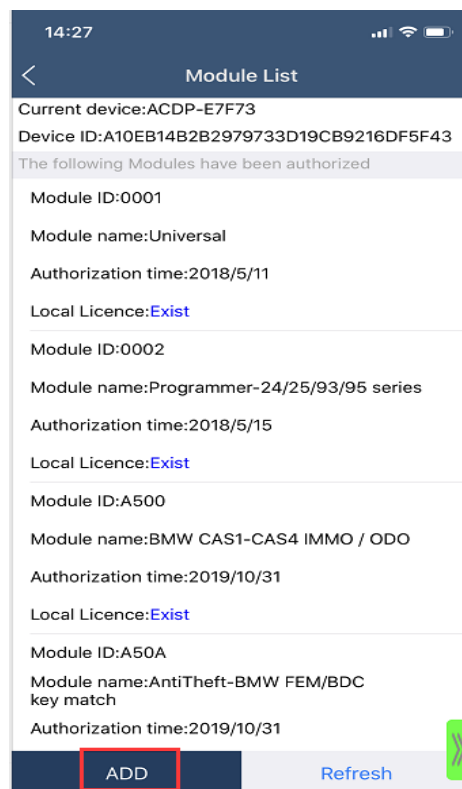 14:27
Module List
Current device:ACDP-E7F73
Device ID:A10EB14B2B2979733D19CB9216DF5F43
The following Modules have been authorized
Module ID:0001
Module name:Universal
Authorization time:2018/5/11
Local Licence:Exist
Module ID:0002
Module name:Programmer-24/25/93/95 series
Authorization time:2018/5/15
Local Licence:Exist
Module ID:A500
Module name:BMW CAS1-CAS4 IMMO / ODO
Authorization time:2019/10/31
Local Licence:Exist
Module ID:A50A
Module name:AntiTheft-BMW FEM/BDC
key match
Authorization time:2019/10/31
ADD
Refresh